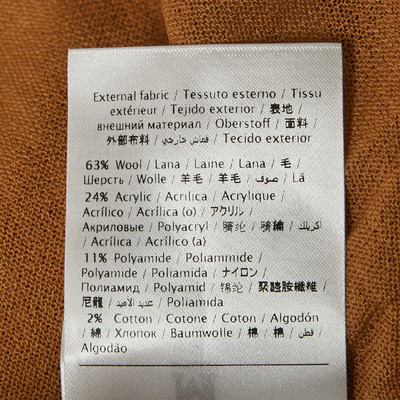 External fabric / Tessuto esterno / Tissu
extérieur / Tejido exterior / 表地 /
внешний материал / Oberstoff / 面料 /
外部布料 / قماش خارجي / Tecido exterior
63% Wool / Lana / Laine / Lana / 毛 /
Шерсть / Wolle / 羊毛 / 羊毛 / صوف / Lã
24% Acrylic / Acrilica / Acrylique /
Acrílico / Acrílica (o) / アクリル /
Акриловые / Polyacryl / 腈纶 / اكريلك
/ Acrílica / Acrílico (a)
11% Polyamide / Poliammide /
Polyamide / Poliamida / ナイロン /
Полиамид / Polyamid / 锦纶 / 聚醯胺纖維 /
尼龍 / عديد الاميد / Poliamida
2% Cotton / Cotone / Coton / Algodón
/ 綿 / Хлопок / Baumwolle / 棉 / 棉 / قطن /
Algodão